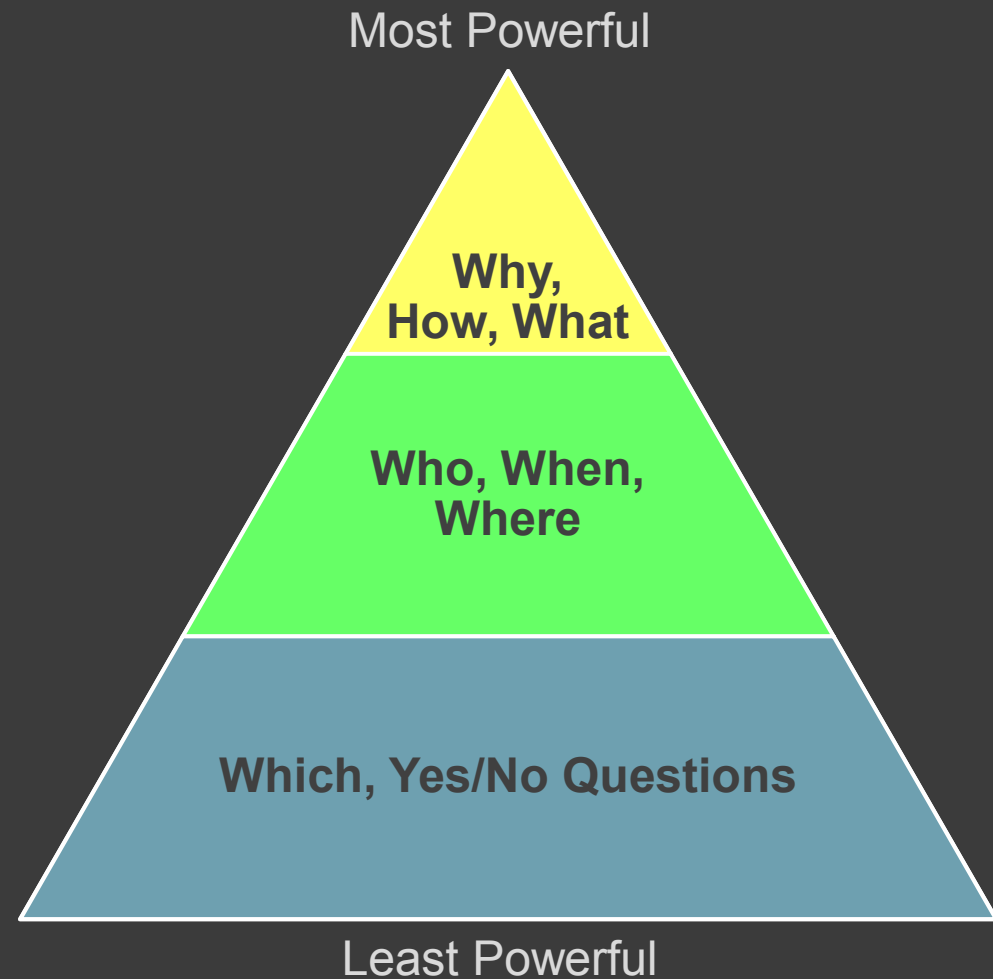 Most Powerful
Why,
How, What
Who, When,
Where
Which, Yes/No Questions
Least Powerful